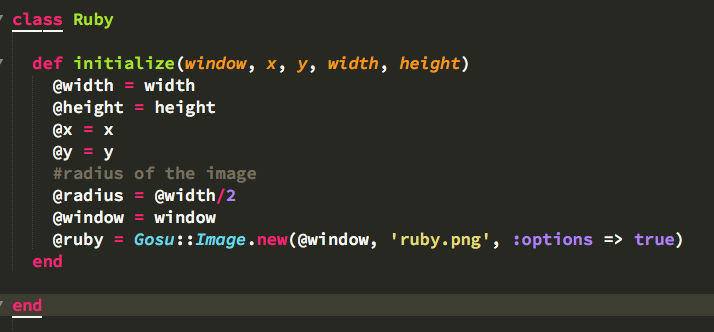 class Ruby
def initialize(window, x, y, width, height)
@width = width
@height = height
@x = x
@y = y
#radius of the image
@radius = @width/2
@window = window
@ruby = Gosu::Image.new(@window, 'ruby.png', :options => true)
end
end